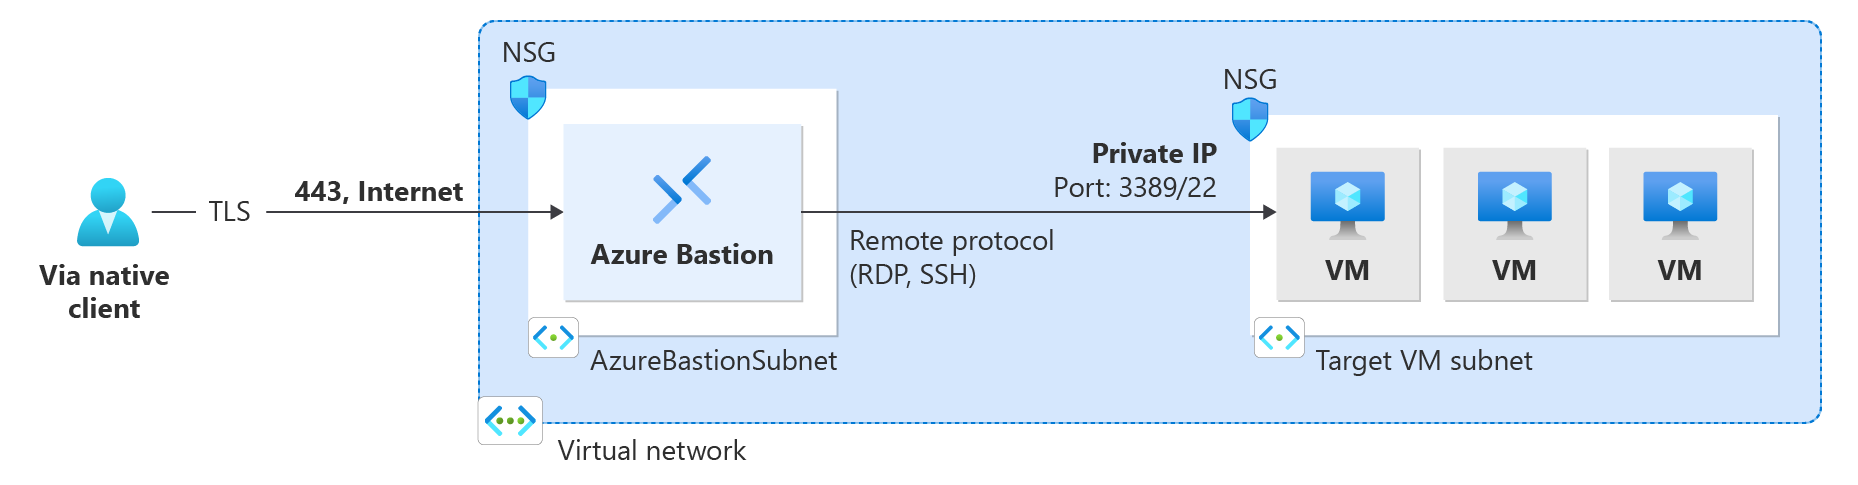 NSG
NSG
TLS
443, Internet
Via native
client
Azure Bastion
AzureBastionSubnet
Remote protocol
(RDP, SSH)
Private IP
Port: 3389/22
VM
VM
VM
Target VM subnet
Virtual network